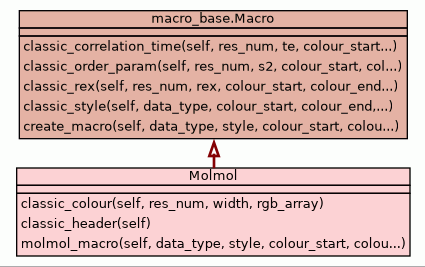 macro_base.Macro
classic_correlation_time(self, res_num, te, colour_start...)
classic_order_param(self, res_num, s2, colour_start, col...)
classic_rex(self, res_num, rex, colour_start, colour_end...)
classic_style(self, data_type, colour_start, colour_end,...)
create_macro(self, data_type, style, colour_start, colou...)
Molmol
classic_colour(self, res_num, width, rgb_array)
classic_header(self)
molmol_macro(self, data_type, style, colour_start, colou...)